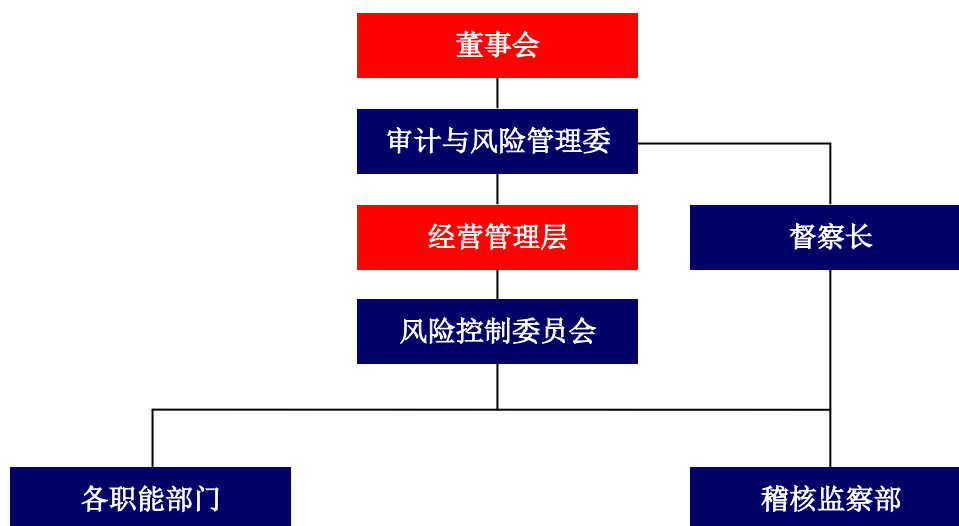 董事会
审计与风险管理委
经营管理层
督察长
风险控制委员会
各职能部门
稽核监察部